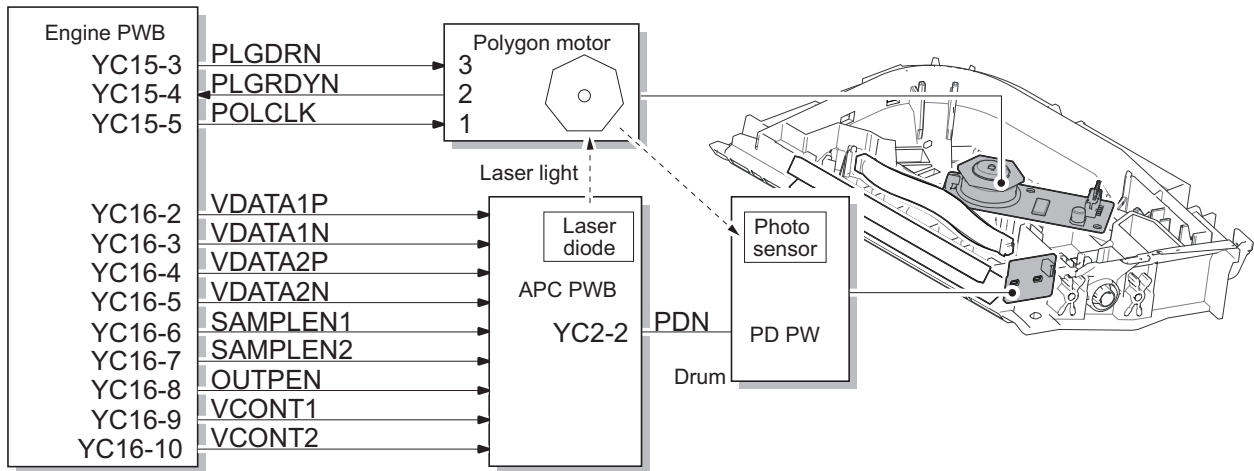 Engine PWB
YC15-3 PLGDRN
YC15-4 PLGRDYN
YC15-5 POLCLK
Polygon motor
3
2
1
Laser light
YC16-2 VDATA1P
YC16-3 VDATA1N
YC16-4 VDATA2P
YC16-5 VDATA2N
YC16-6 SAMPLEN1
YC16-7 SAMPLEN2
YC16-8 OUTPEN
YC16-9 VCONT1
YC16-10 VCONT2
Laser
diode
APC PWB
YC2-2 PDN
Photo
sensor
PD PW
Drum